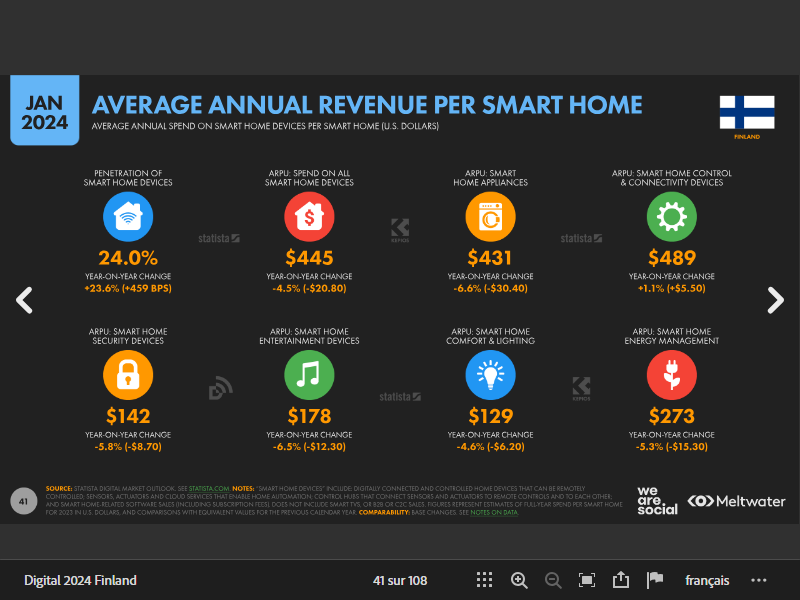 JAN
2024
AVERAGE ANNUAL REVENUE PER SMART HOME
AVERAGE ANNUAL SPEND ON SMART HOME DEVICES PER SMART HOME (U.S. DOLLARS)
FINLAND
PENETRATION OF
SMART HOME DEVICES
24.0%
YEAR-ON-YEAR CHANGE
+23.6% (+459 BPS)
ARPU: SPEND ON ALL
SMART HOME DEVICES
$
$445
YEAR-ON-YEAR CHANGE
-4.5% (-$20.80)
ARPU: SMART
HOME APPLIANCES
$431
YEAR-ON-YEAR CHANGE
-6.6% (-$30.40)
ARPU: SMART HOME CONTROL
& CONNECTIVITY DEVICES
$489
YEAR-ON-YEAR CHANGE
+1.1% (+$5.50)
statista
KEPIOS
statista
ARPU: SMART HOME
SECURITY DEVICES
$142
YEAR-ON-YEAR CHANGE
-5.8% (-$8.70)
ARPU: SMART HOME
ENTERTAINMENT DEVICES
$178
YEAR-ON-YEAR CHANGE
-6.5% (-$12.30)
ARPU: SMART HOME
COMFORT & LIGHTING
$129
YEAR-ON-YEAR CHANGE
-4.6% (-$6.20)
ARPU: SMART HOME
ENERGY MANAGEMENT
$273
YEAR-ON-YEAR CHANGE
-5.3% (-$15.30)
statista
KEPIOS
41
SOURCE: STATISTA DIGITAL MARKET OUTLOOK. SEE STATISTA.COM. NOTES: "SMART HOME DEVICES" INCLUDE DIGITALLY CONNECTED AND CONTROLLED HOME DEVICES THAT CAN BE REMOTELY
CONTROLLED; SENSORS, ACTUATORS AND CLOUD SERVICES THAT ENABLE HOME AUTOMATION; CONTROL HUBS THAT CONNECT SENSORS AND ACTUATORS TO REMOTE CONTROLS AND TO EACH OTHER;
AND SMART HOME RELATED SOFTWARE SALES (INCLUDING SUBSCRIPTION FEES). DOES NOT INCLUDE SMART TVS, OR B2B OR C2C SALES. FIGURES REPRESENT ESTIMATES OF FULL-YEAR SPEND PER SMART HOME
FOR 2023 IN U.S. DOLLARS, AND COMPARISONS WITH EQUIVALENT VALUES FOR THE PREVIOUS CALENDAR YEAR. COMPARABILITY: BASE CHANGES. SEE NOTES ON DATA
we
are.
social
Meltwater
Digital 2024 Finland
41 sur 108
français